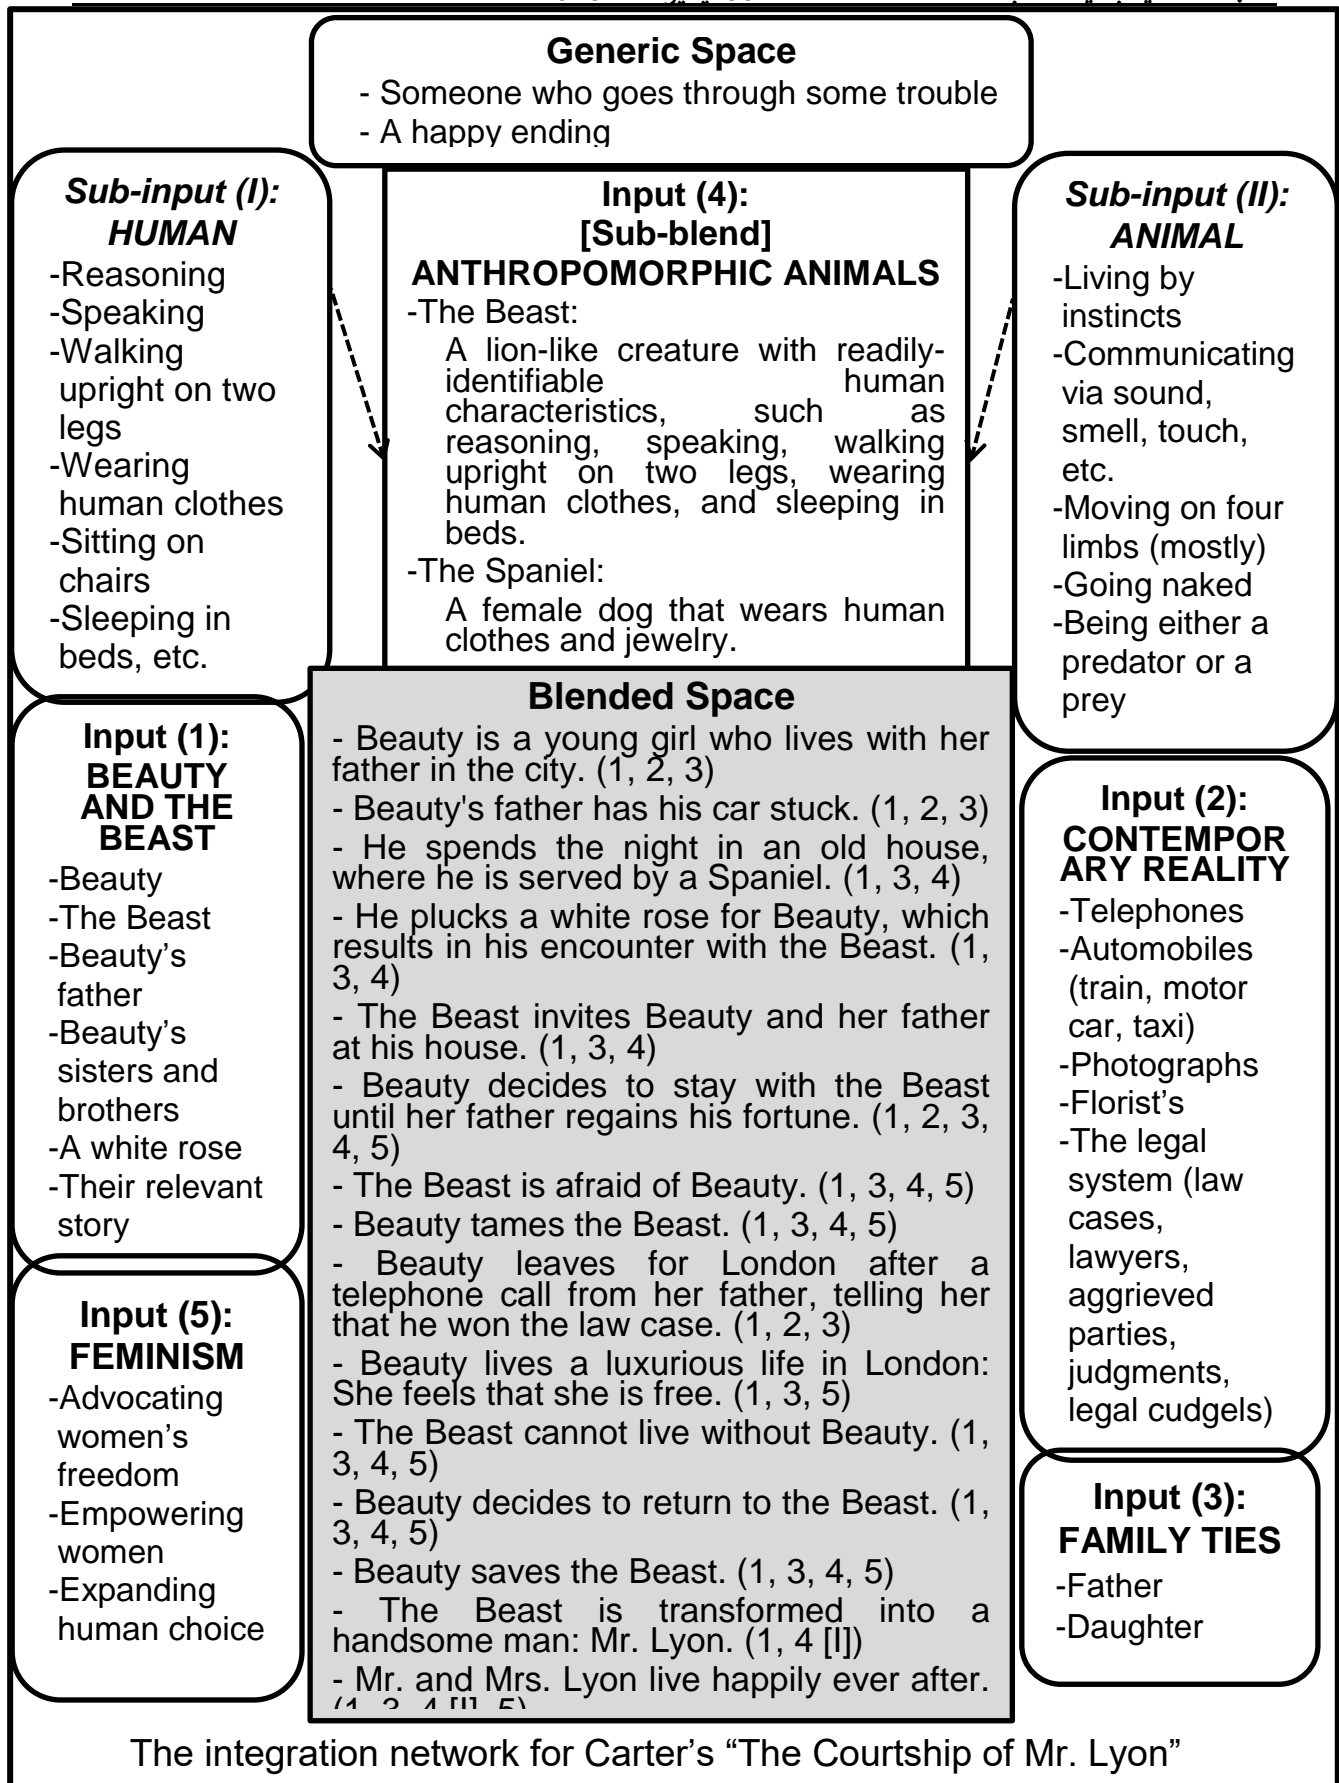 Generic Space
- Someone who goes through some trouble
- A happy ending
Sub-input (I):
HUMAN
-Reasoning
-Speaking
-Walking
upright on two
legs
-Wearing
human clothes
-Sitting on
chairs
-Sleeping in
beds, etc.
Input (4):
[Sub-blend]
ANTHROPOMORPHIC ANIMALS
-The Beast:
A lion-like creature with readily-
identifiable human
characteristics, such as
reasoning, speaking, walking
upright on two legs, wearing
human clothes, and sleeping in
beds.
-The Spaniel:
A female dog that wears human
clothes and jewelry.
Sub-input (II):
ANIMAL
-Living by
instincts
-Communicating
via sound,
smell, touch,
etc.
-Moving on four
limbs (mostly)
-Going naked
-Being either a
predator or a
prey
Input (1):
BEAUTY
AND THE
BEAST
-Beauty
-The Beast
-Beauty’s
father
-Beauty’s
sisters and
brothers
-A white rose
-Their relevant
story
Input (5):
FEMINISM
-Advocating
women’s
freedom
-Empowering
women
-Expanding
human choice
Blended Space
- Beauty is a young girl who lives with her
father in the city. (1, 2, 3)
- Beauty's father has his car stuck. (1, 2, 3)
- He spends the night in an old house,
where he is served by a Spaniel. (1, 3, 4)
- He plucks a white rose for Beauty, which
results in his encounter with the Beast. (1,
3, 4)
- The Beast invites Beauty and her father
at his house. (1, 3, 4)
- Beauty decides to stay with the Beast
until her father regains his fortune. (1, 2, 3,
4, 5)
- The Beast is afraid of Beauty. (1, 3, 4, 5)
- Beauty tames the Beast. (1, 3, 4, 5)
- Beauty leaves for London after a
telephone call from her father, telling her
that he won the law case. (1, 2, 3)
- Beauty lives a luxurious life in London:
She feels that she is free. (1, 3, 5)
- The Beast cannot live without Beauty. (1,
3, 4, 5)
- Beauty decides to return to the Beast. (1,
3, 4, 5)
- Beauty saves the Beast. (1, 3, 4, 5)
- The Beast is transformed into a
handsome man: Mr. Lyon. (1, 4 [I])
- Mr. and Mrs. Lyon live happily ever after.
(1, 3, 4 [I], 5)
Input (2):
CONTEMPOR
ARY REALITY
-Telephones
-Automobiles
(train, motor
car, taxi)
-Photographs
-Florist’s
-The legal
system (law
cases,
lawyers,
aggrieved
parties,
judgments,
legal cudgels)
Input (3):
FAMILY TIES
-Father
-Daughter
The integration network for Carter’s “The Courtship of Mr. Lyon”